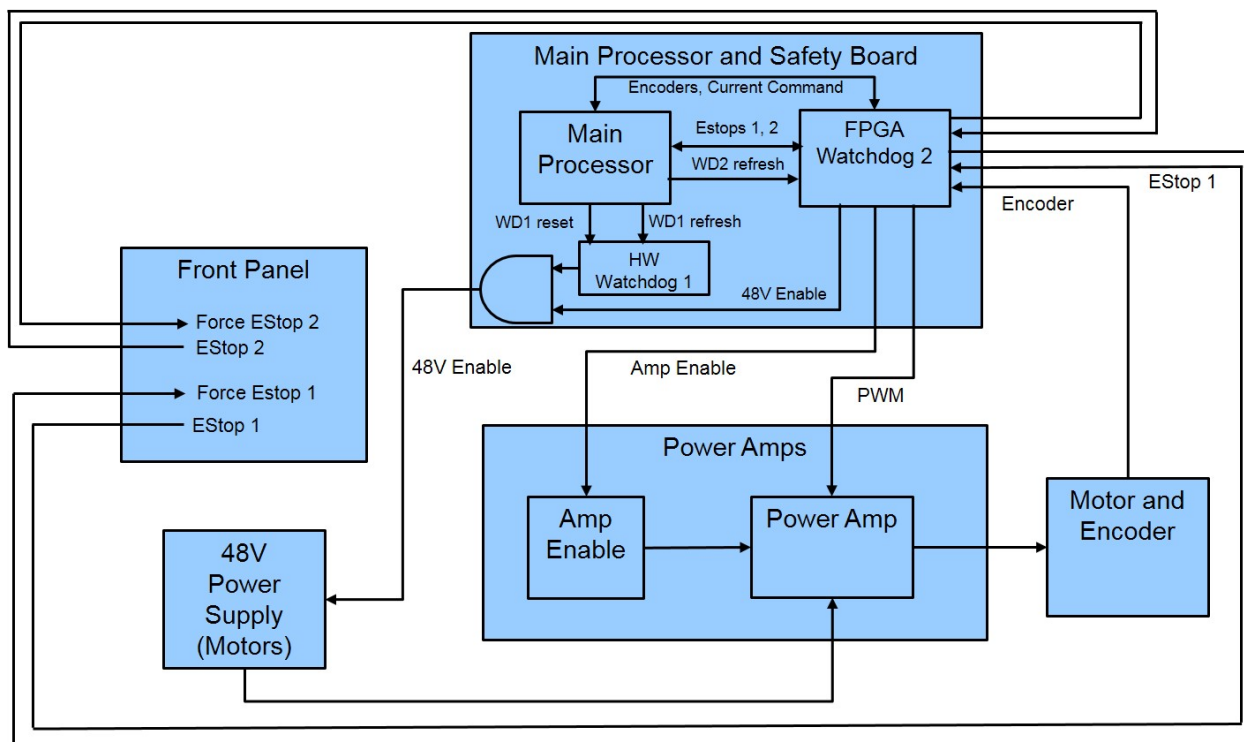 Main Processor and Safety Board
Encoders, Current Command
Main
Processor
Estops 1, 2
WD2 refresh
FPGA
Watchdog 2
WD1 reset
WD1 refresh
HW
Watchdog 1
48V Enable
EStop 1
Encoder
Front Panel
Force EStop 2
EStop 2
Force Estop 1
EStop 1
48V Enable
Amp Enable
PWM
Power Amps
Amp
Enable
Power Amp
Motor and
Encoder
48V
Power
Supply
(Motors)